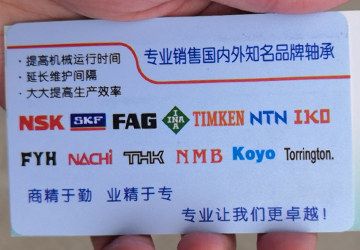 · 提高机械运行时间
· 延长维护间隔
· 大大提高生产效率
专业销售国内外知名品牌轴承
NSK SKF FAG INA TIMKEN NTN IKO
FYH NACHI THK NMB Koyo Torrington.
商精于勤 业精于专
专业让我们更卓越!